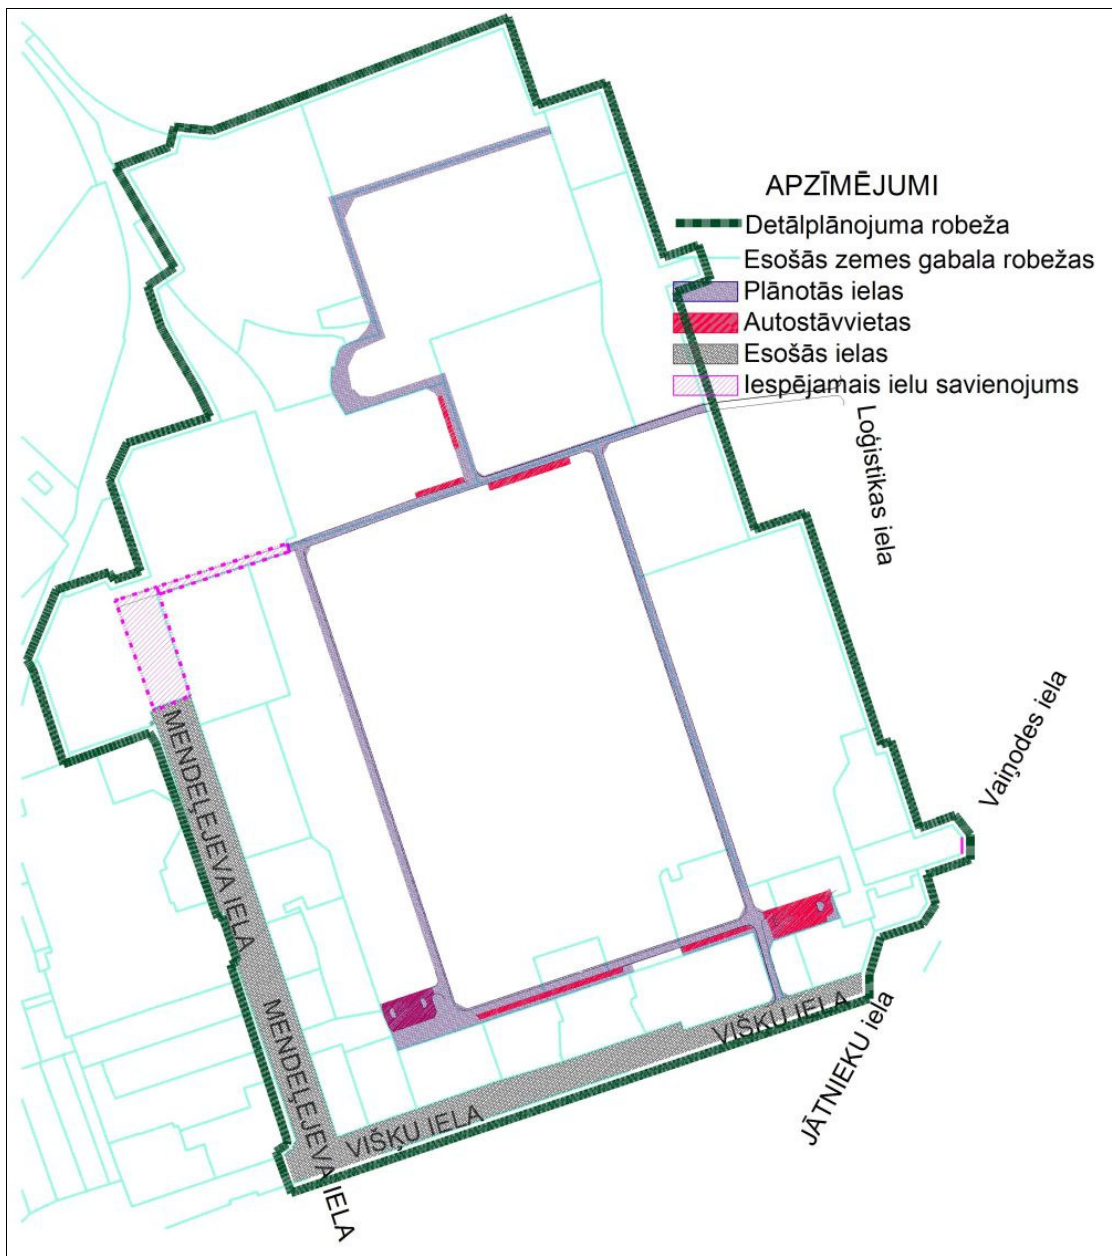 APZĪMĒJUMI
Detālplānojuma robeža
Esošās zemes gabala robežas
Plānotās ielas
Autostāvvietas
Esošās ielas
Iespējamais ielu savienojums
Loģistikas iela
Vaiņodes iela
MENDEĻEJEVA IELA
MENDEĻEJEVA IELA
VIŠĶU IELA
VIŠĶU IELA
JĀTNIEKU iela